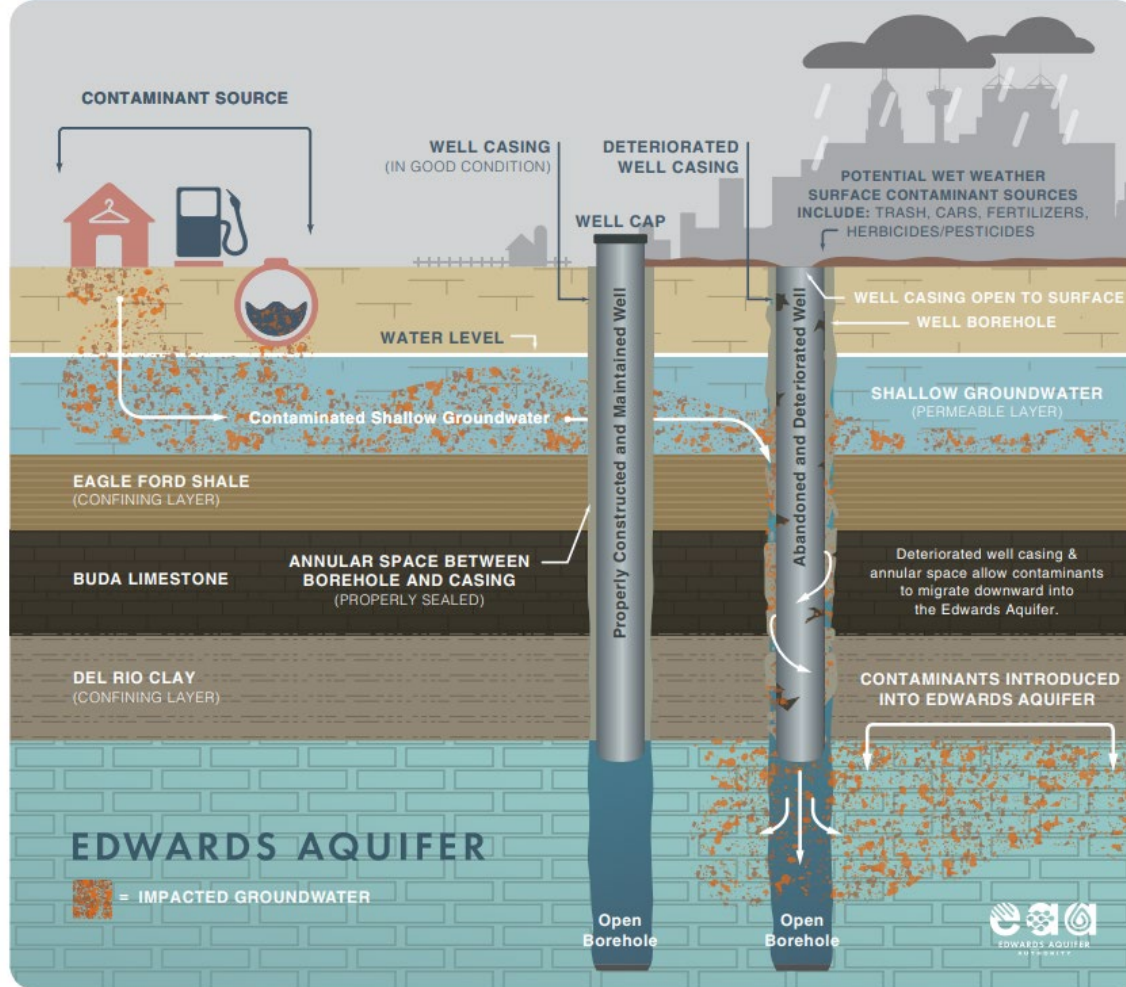 CONTAMINANT SOURCE
WELL CASING
(IN GOOD CONDITION)
DETERIORATED
WELL CASING
POTENTIAL WET WEATHER
SURFACE CONTAMINANT SOURCES
INCLUDE: TRASH, CARS, FERTILIZERS,
HERBICIDES/PESTICIDES
WELL CAP
WELL CASING OPEN TO SURFACE
WELL BOREHOLE
WATER LEVEL
Properly Constructed and Maintained Well
Abandoned and Deteriorated Well
SHALLOW GROUNDWATER
(PERMEABLE LAYER)
Contaminated Shallow Groundwater
EAGLE FORD SHALE
(CONFINING LAYER)
BUDA LIMESTONE
ANNULAR SPACE BETWEEN
BOREHOLE AND CASING
(PROPERLY SEALED)
Deteriorated well casing &
annular space allow contaminants
to migrate downward into
the Edwards Aquifer.
DEL RIO CLAY
(CONFINING LAYER)
CONTAMINANTS INTRODUCED
INTO EDWARDS AQUIFER
EDWARDS AQUIFER
= IMPACTED GROUNDWATER
Open
Borehole
Open
Borehole
eaa
EDWARDS AQUIFER
AUTHORITY